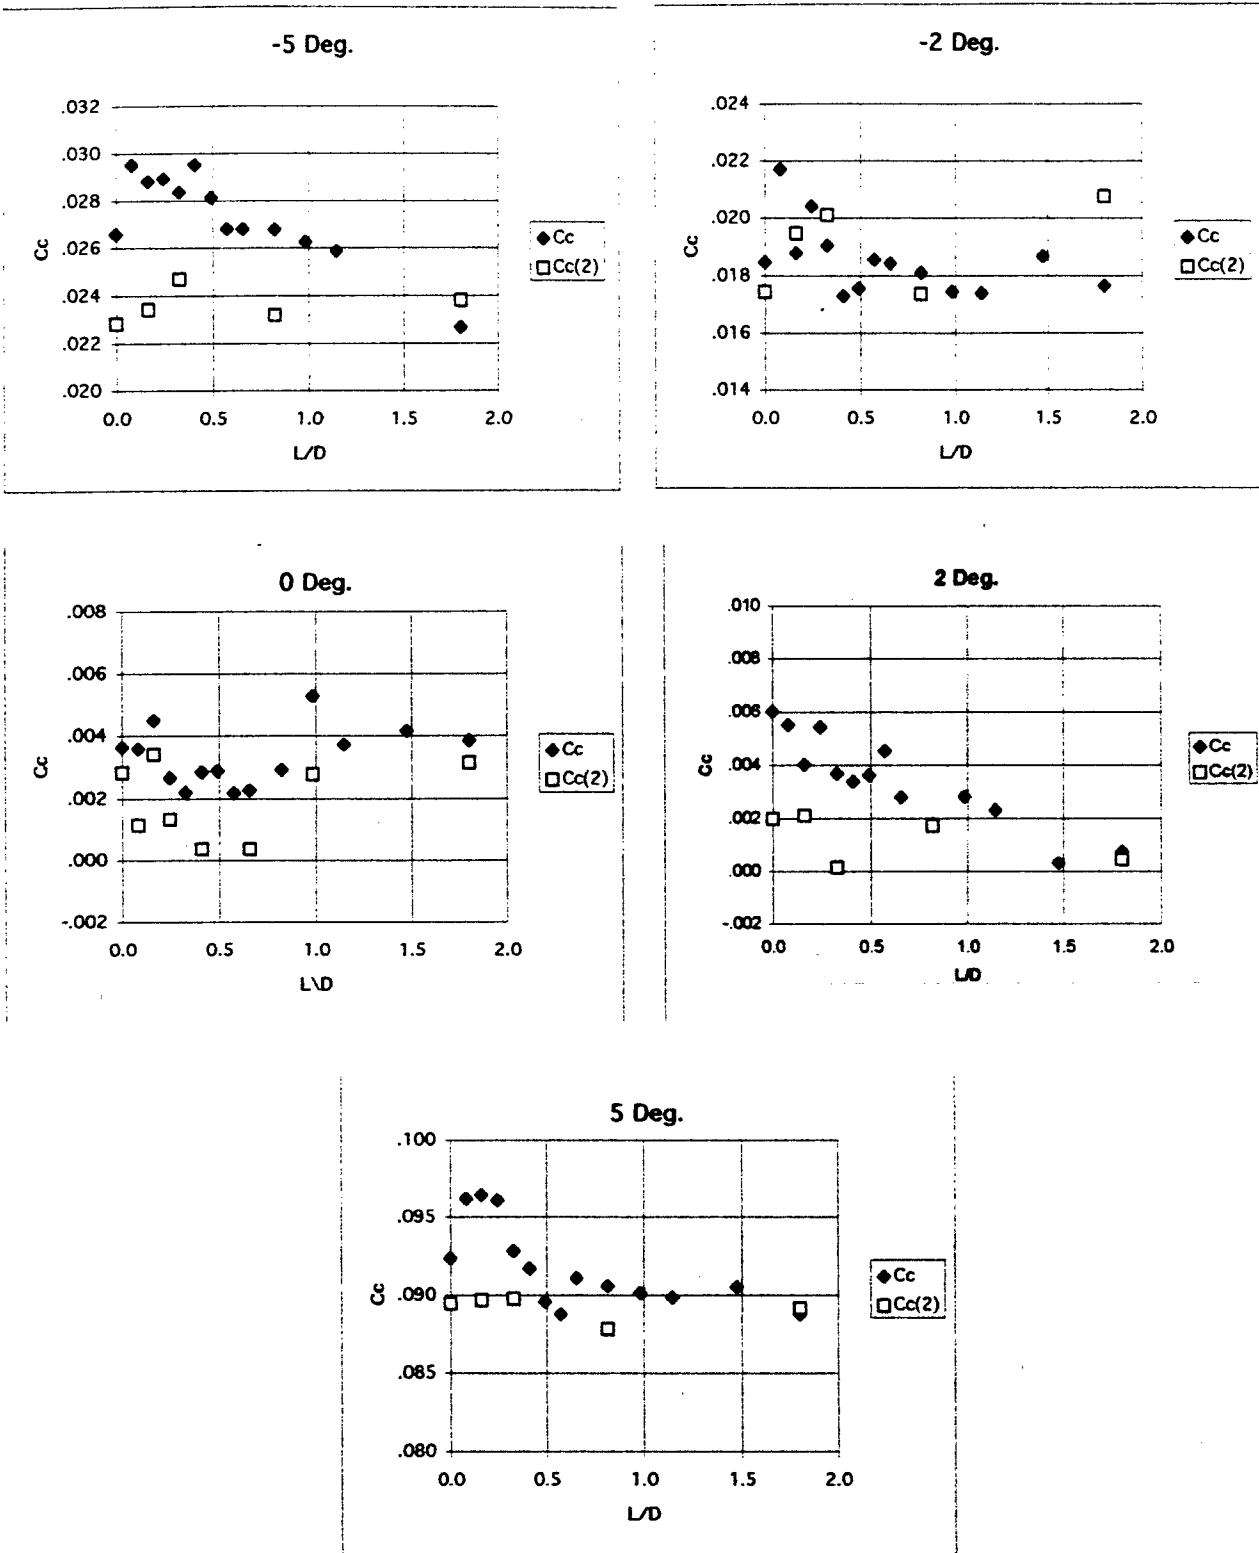 -5 Deg.
.032
.030
.028
.026
.024
.022
.020
Cc
0.0 0.5 1.0 1.5 2.0
L/D
Cc
Cc(2)
-2 Deg.
.024
.022
.020
.018
.016
.014
Cc
0.0 0.5 1.0 1.5 2.0
L/D
Cc
Cc(2)
0 Deg.
.008
.006
.004
.002
.000
-.002
Cc
0.0 0.5 1.0 1.5 2.0
L\D
Cc
Cc(2)
2 Deg.
.010
.008
.006
.004
.002
.000
-.002
Cc
0.0 0.5 1.0 1.5 2.0
L/D
Cc
Cc(2)
5 Deg.
.100
.095
.090
.085
.080
Cc
0.0 0.5 1.0 1.5 2.0
L/D
Cc
Cc(2)